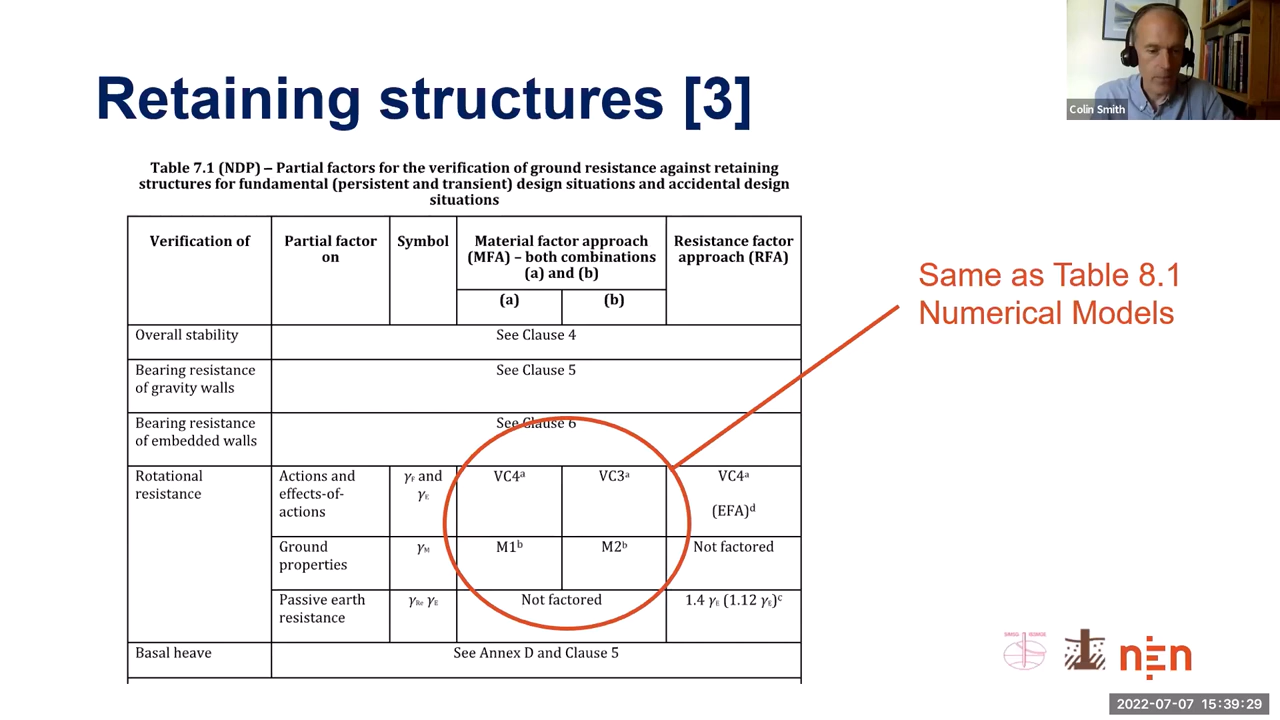 Retaining structures [3]
Colin Smith
Table 7.1 (NDP) – Partial factors for the verification of ground resistance against retaining
structures for fundamental (persistent and transient) design situations and accidental design
situations
Verification of
Partial factor
on
Symbol
Material factor approach
(MFA) – both combinations
(a) and (b)
Resistance factor
approach (RFA)
(a)
(b)
Overall stability
See Clause 4
Bearing resistance
of gravity walls
See Clause 5
Bearing resistance
of embedded walls
See Clause 6
Rotational
resistance
Actions and
effects-of-
actions
γF and
γE
VC4ᵃ
VC3ᵃ
VC4ᵃ
(EFA)ᵈ
Ground
properties
γM
M1ᵇ
M2ᵇ
Not factored
Passive earth
resistance
γRe γE
Not factored
1.4 γE (1.12 γE)ᶜ
Basal heave
See Annex D and Clause 5
Same as Table 8.1
Numerical Models
nen
2022-07-07 15:39:29